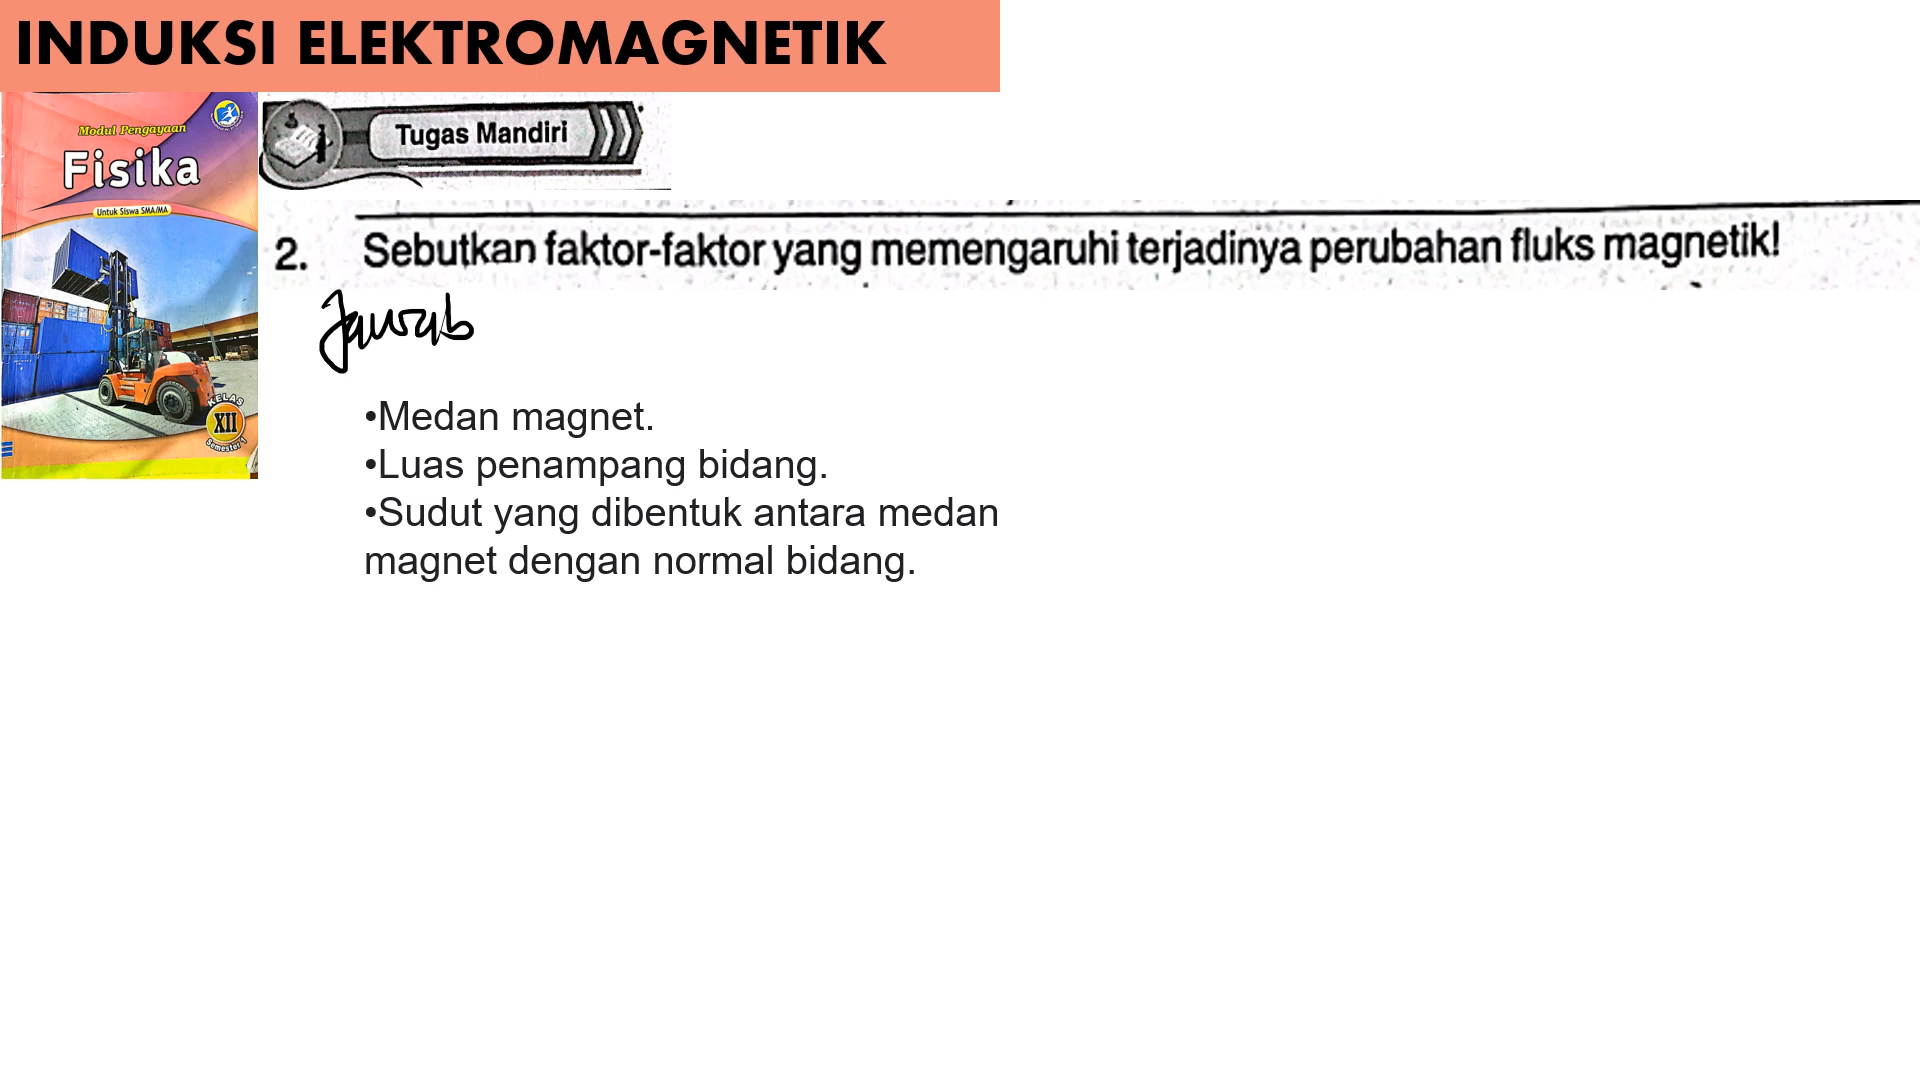 INDUKSI ELEKTROMAGNETIK
Modul Pengayaan
Fisika
Untuk Siswa SMA/MA
KELAS
XII
Semester 1
Tugas Mandiri
2. Sebutkan faktor-faktor yang memengaruhi terjadinya perubahan fluks magnetik!
Jawab
•Medan magnet.
•Luas penampang bidang.
•Sudut yang dibentuk antara medan
magnet dengan normal bidang.